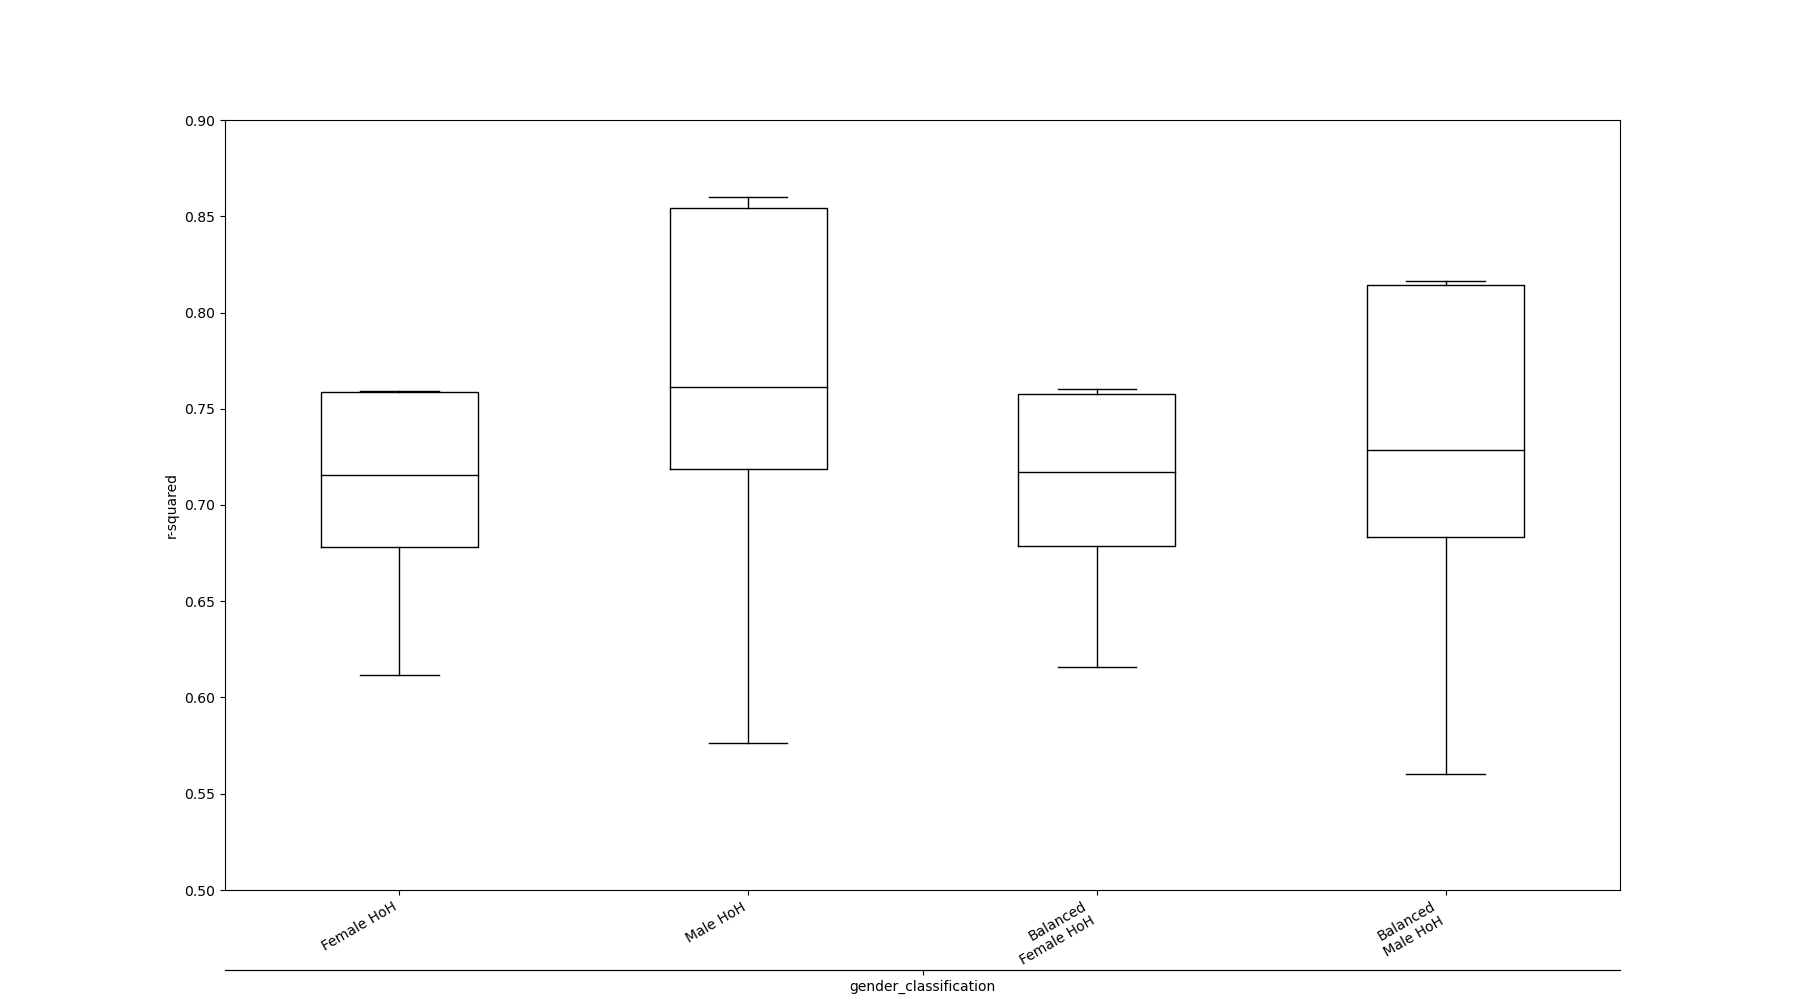 0.90
0.85
0.80
0.75
0.70
0.65
0.60
0.55
0.50
r-squared
Female HoH
Male HoH
Balanced
Female HoH
Balanced
Male HoH
gender_classification